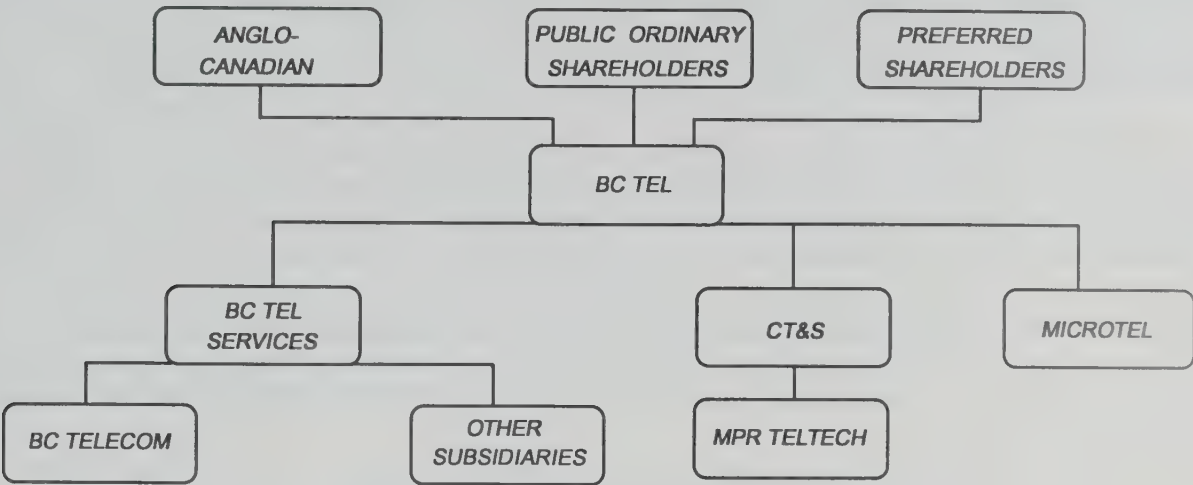 ANGLO-
CANADIAN
PUBLIC ORDINARY
SHAREHOLDERS
PREFERRED
SHAREHOLDERS
BC TEL
BC TEL
SERVICES
CT&S
MICROTEL
BC TELECOM
OTHER
SUBSIDIARIES
MPR TELTECH